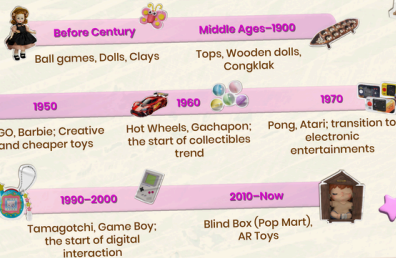 Before Century
Middle Ages–1900
Ball games, Dolls, Clays
Tops, Wooden dolls,
Congklak
1950
1960
1970
GO, Barbie; Creative
and cheaper toys
Hot Wheels, Gachapon;
the start of collectibles
trend
Pong, Atari; transition to
electronic
entertainments
1990–2000
2010–Now
Tamagotchi, Game Boy;
the start of digital
interaction
Blind Box (Pop Mart),
AR Toys